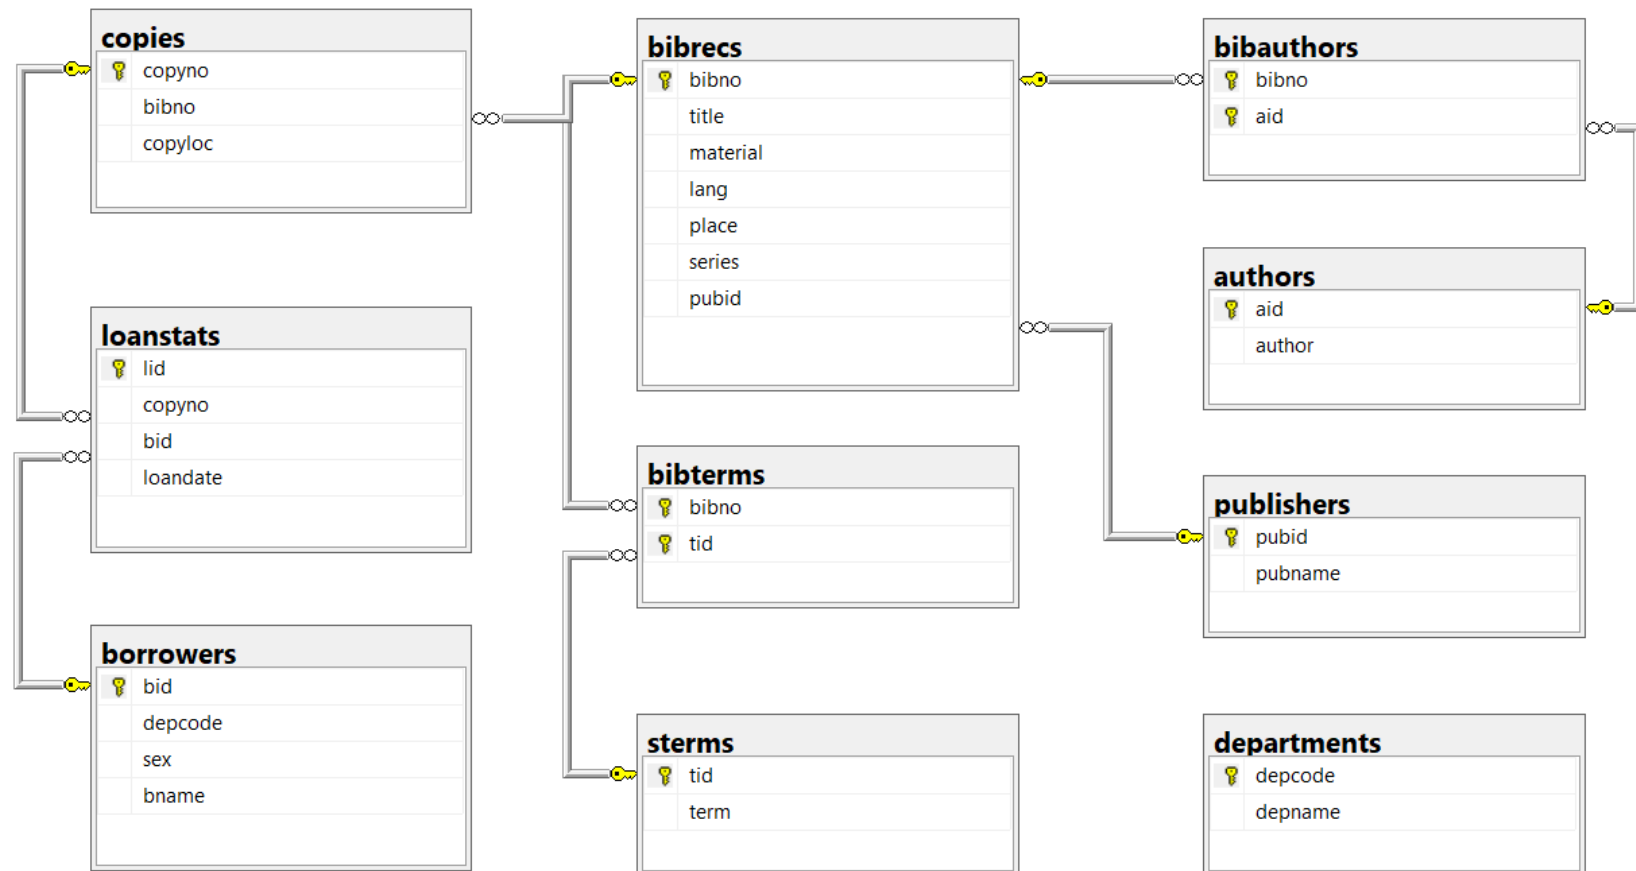 copies
copyno
bibno
copyloc
loanstats
lid
copyno
bid
loandate
borrowers
bid
depcode
sex
bname
bibrecs
bibno
title
material
lang
place
series
pubid
bibterms
bibno
tid
sterms
tid
term
bibauthors
bibno
aid
authors
aid
author
publishers
pubid
pubname
departments
depcode
depname